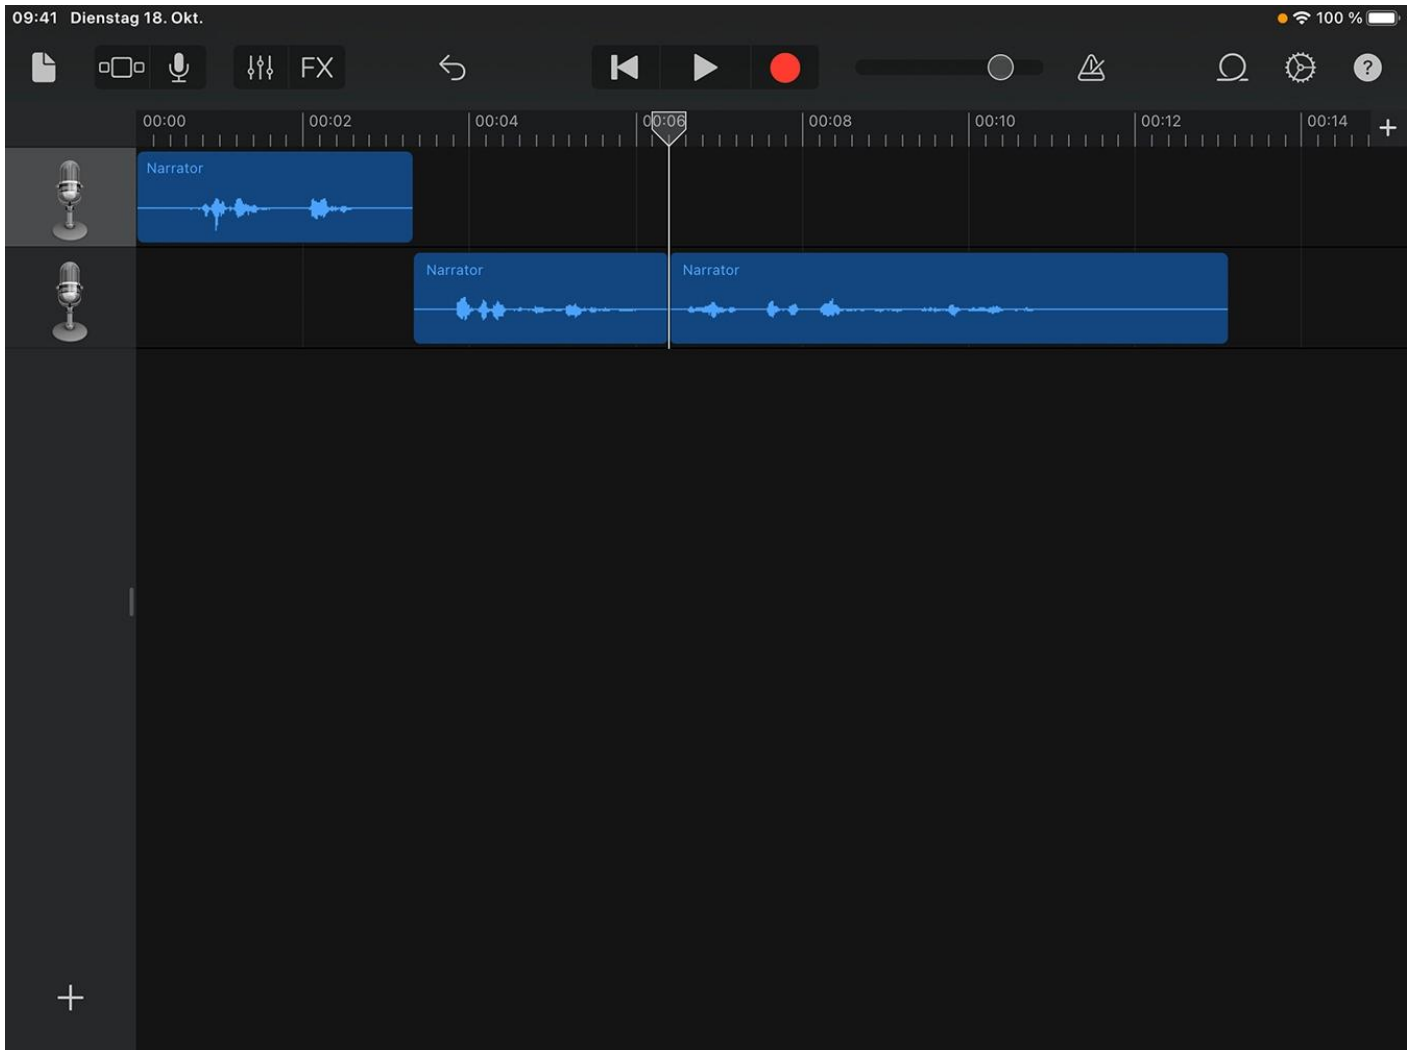 09:41 Dienstag 18. Okt. 100 %
FX ?
00:00 00:02 00:04 00:06 00:08 00:10 00:12 00:14
Narrator
Narrator Narrator